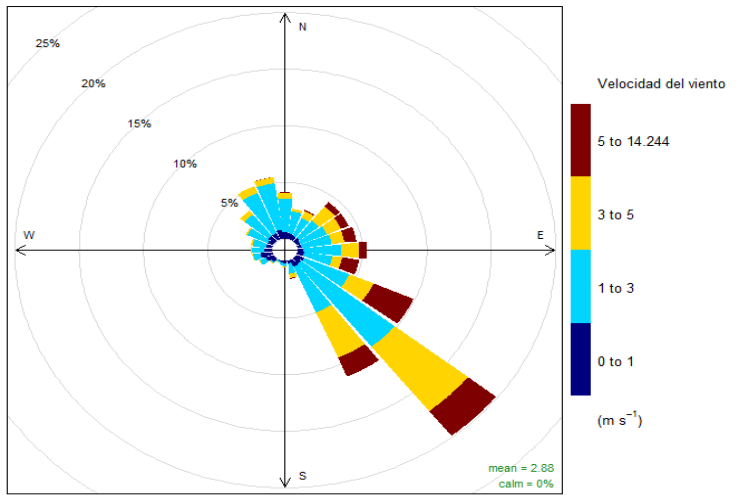 25%
N
20%
Velocidad del viento
15%
5 to 14.244
10%
5%
3 to 5
W
E
1 to 3
0 to 1
(m s⁻¹)
mean = 2.88
S
calm = 0%